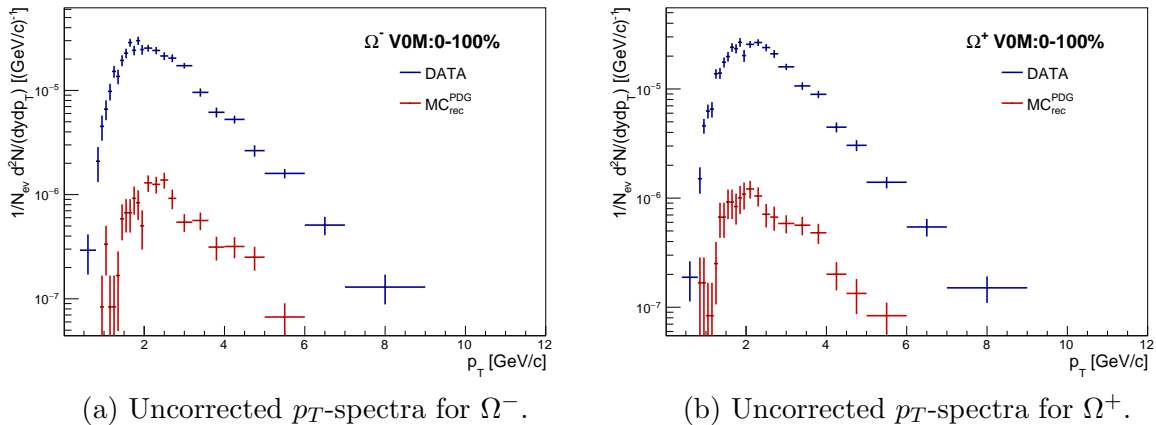 1/N_ev d²N/(dydp_T) [(GeV/c)⁻¹]
Ω⁻ V0M:0-100%
DATA
MC_rec^PDG
10⁻⁵
10⁻⁶
10⁻⁷
2 4 6 8 10 12
p_T [GeV/c]
(a) Uncorrected p_T-spectra for Ω⁻.
1/N_ev d²N/(dydp_T) [(GeV/c)⁻¹]
Ω⁺ V0M:0-100%
DATA
MC_rec^PDG
10⁻⁵
10⁻⁶
10⁻⁷
2 4 6 8 10 12
p_T [GeV/c]
(b) Uncorrected p_T-spectra for Ω⁺.